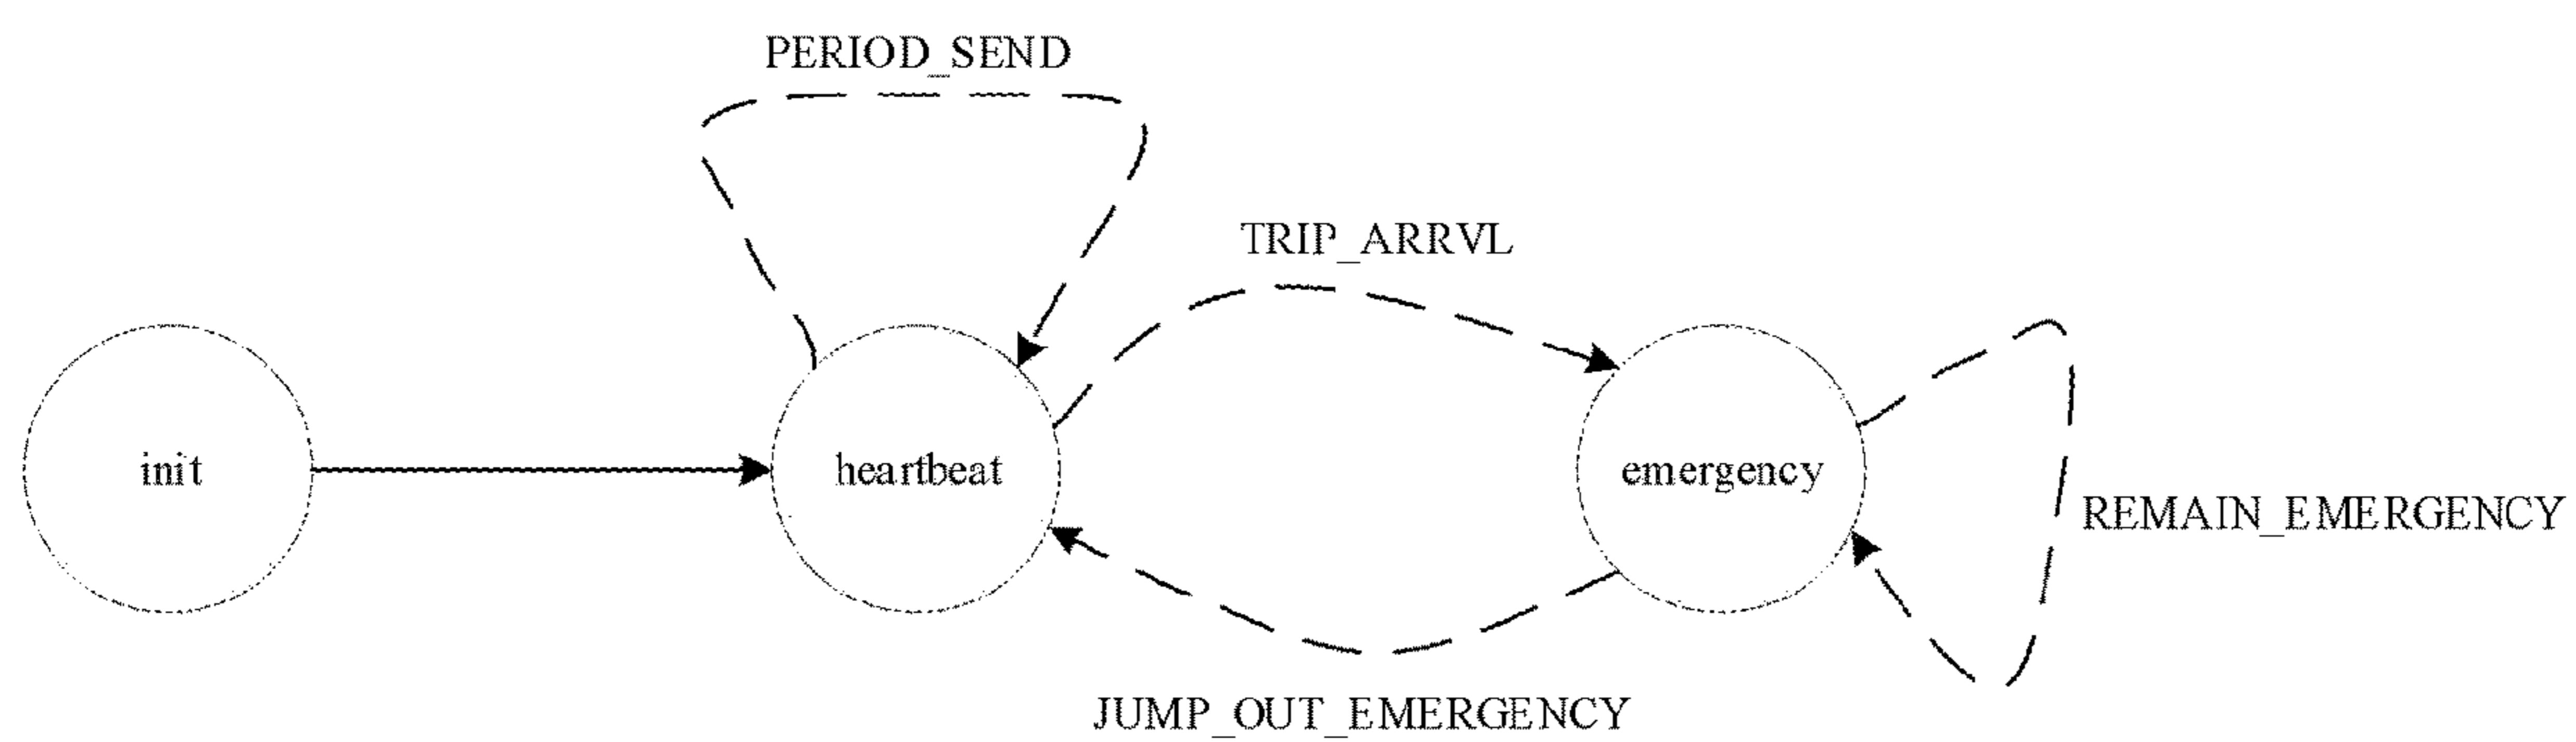 PERIOD_SEND
TRIP_ARRVL
init
heartbeat
emergency
REMAIN_EMERGENCY
JUMP_OUT_EMERGENCY